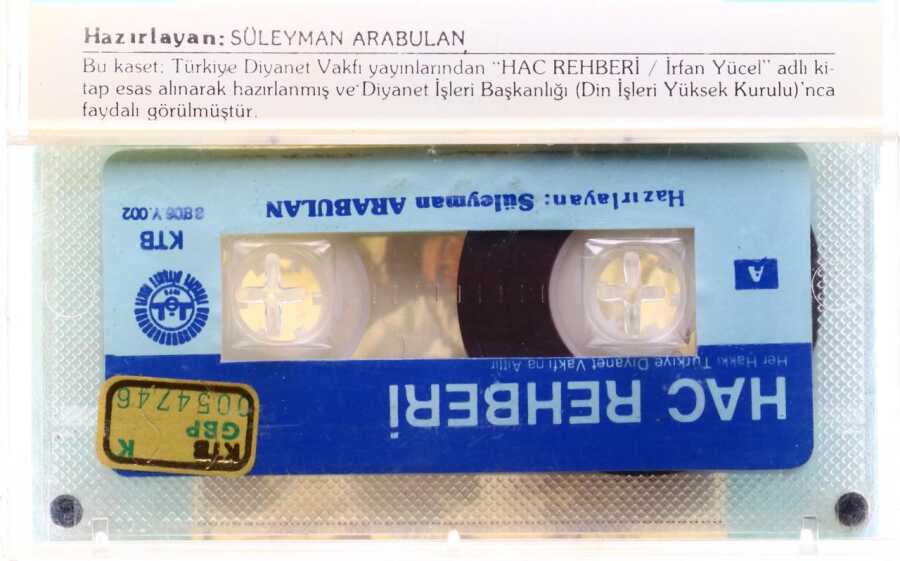 Hazırlayan: SÜLEYMAN ARABULAN
Bu kaset: Türkiye Diyanet Vakfı yayınlarından "HAC REHBERİ / İrfan Yücel" adlı ki-
tap esas alınarak hazırlanmış ve Diyanet İşleri Başkanlığı (Din İşleri Yüksek Kurulu)'nca
faydalı görülmüştür.
HAC REHBERİ
Her Hakkı Türkiye Diyanet Vakfı'na Aittir
A
KTB
8806.Y.002
Hazırlayan: Süleyman ARABULAN
K KTB
GBP
0054746